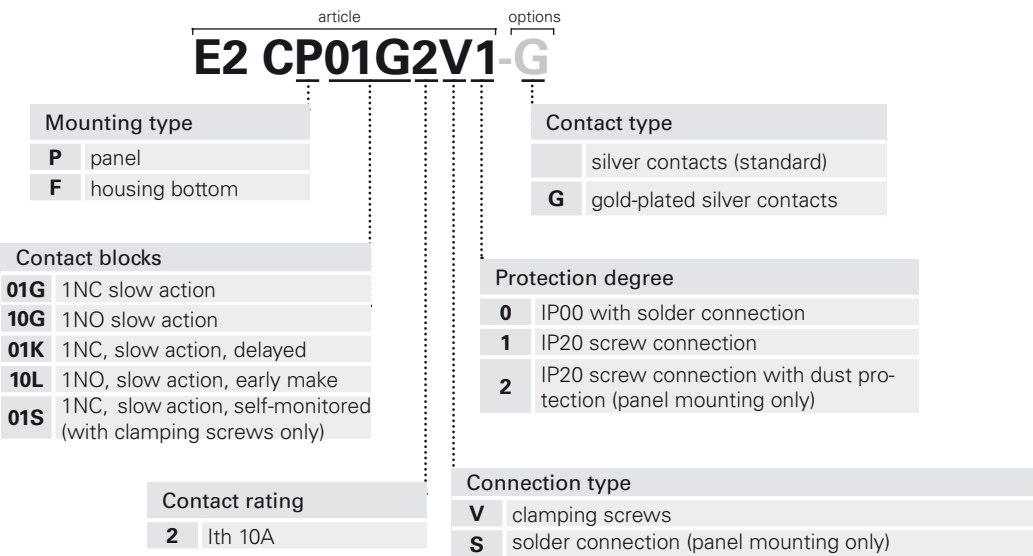 article
options
E2 CP01G2V1-G
Mounting type
P panel
F housing bottom
Contact type
silver contacts (standard)
G gold-plated silver contacts
Contact blocks
01G 1NC slow action
10G 1NO slow action
01K 1NC, slow action, delayed
10L 1NO, slow action, early make
01S 1NC, slow action, self-monitored
(with clamping screws only)
Protection degree
0 IP00 with solder connection
1 IP20 screw connection
2 IP20 screw connection with dust pro-
tection (panel mounting only)
Contact rating
2 Ith 10A
Connection type
V clamping screws
S solder connection (panel mounting only)